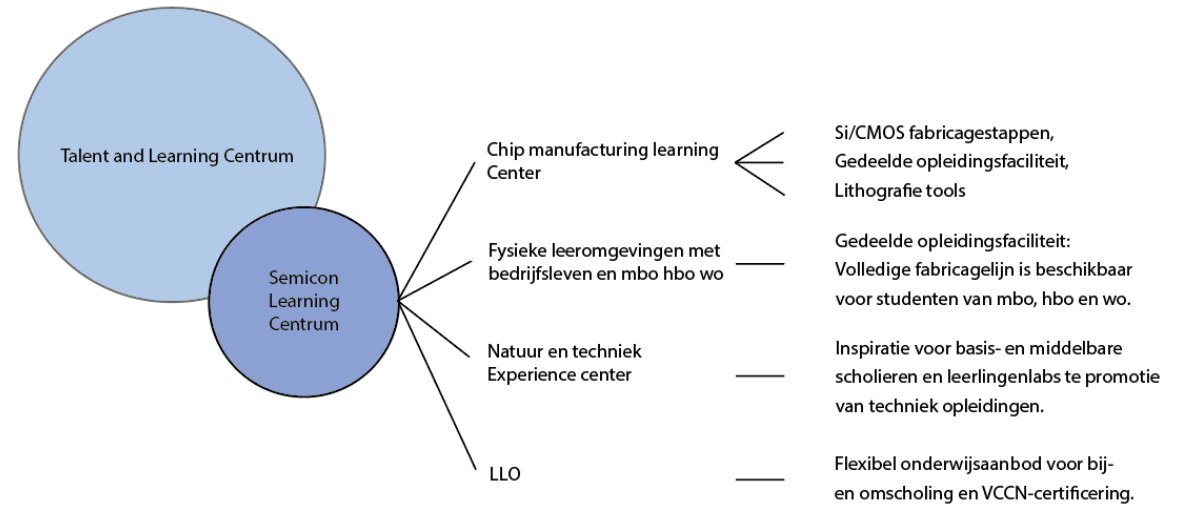 Talent and Learning Centrum
Semicon
Learning
Centrum
Chip manufacturing learning
Center
Si/CMOS fabricagestappen,
Gedeelde opleidingsfaciliteit,
Lithografie tools
Fysieke leeromgevingen met
bedrijfsleven en mbo hbo wo
Gedeelde opleidingsfaciliteit:
Volledige fabricagelijn is beschikbaar
voor studenten van mbo, hbo en wo.
Natuur en techniek
Experience center
Inspiratie voor basis- en middelbare
scholieren en leerlingenlabs te promotie
van techniek opleidingen.
LLO
Flexibel onderwijsaanbod voor bij-
en omscholing en VCCN-certificering.